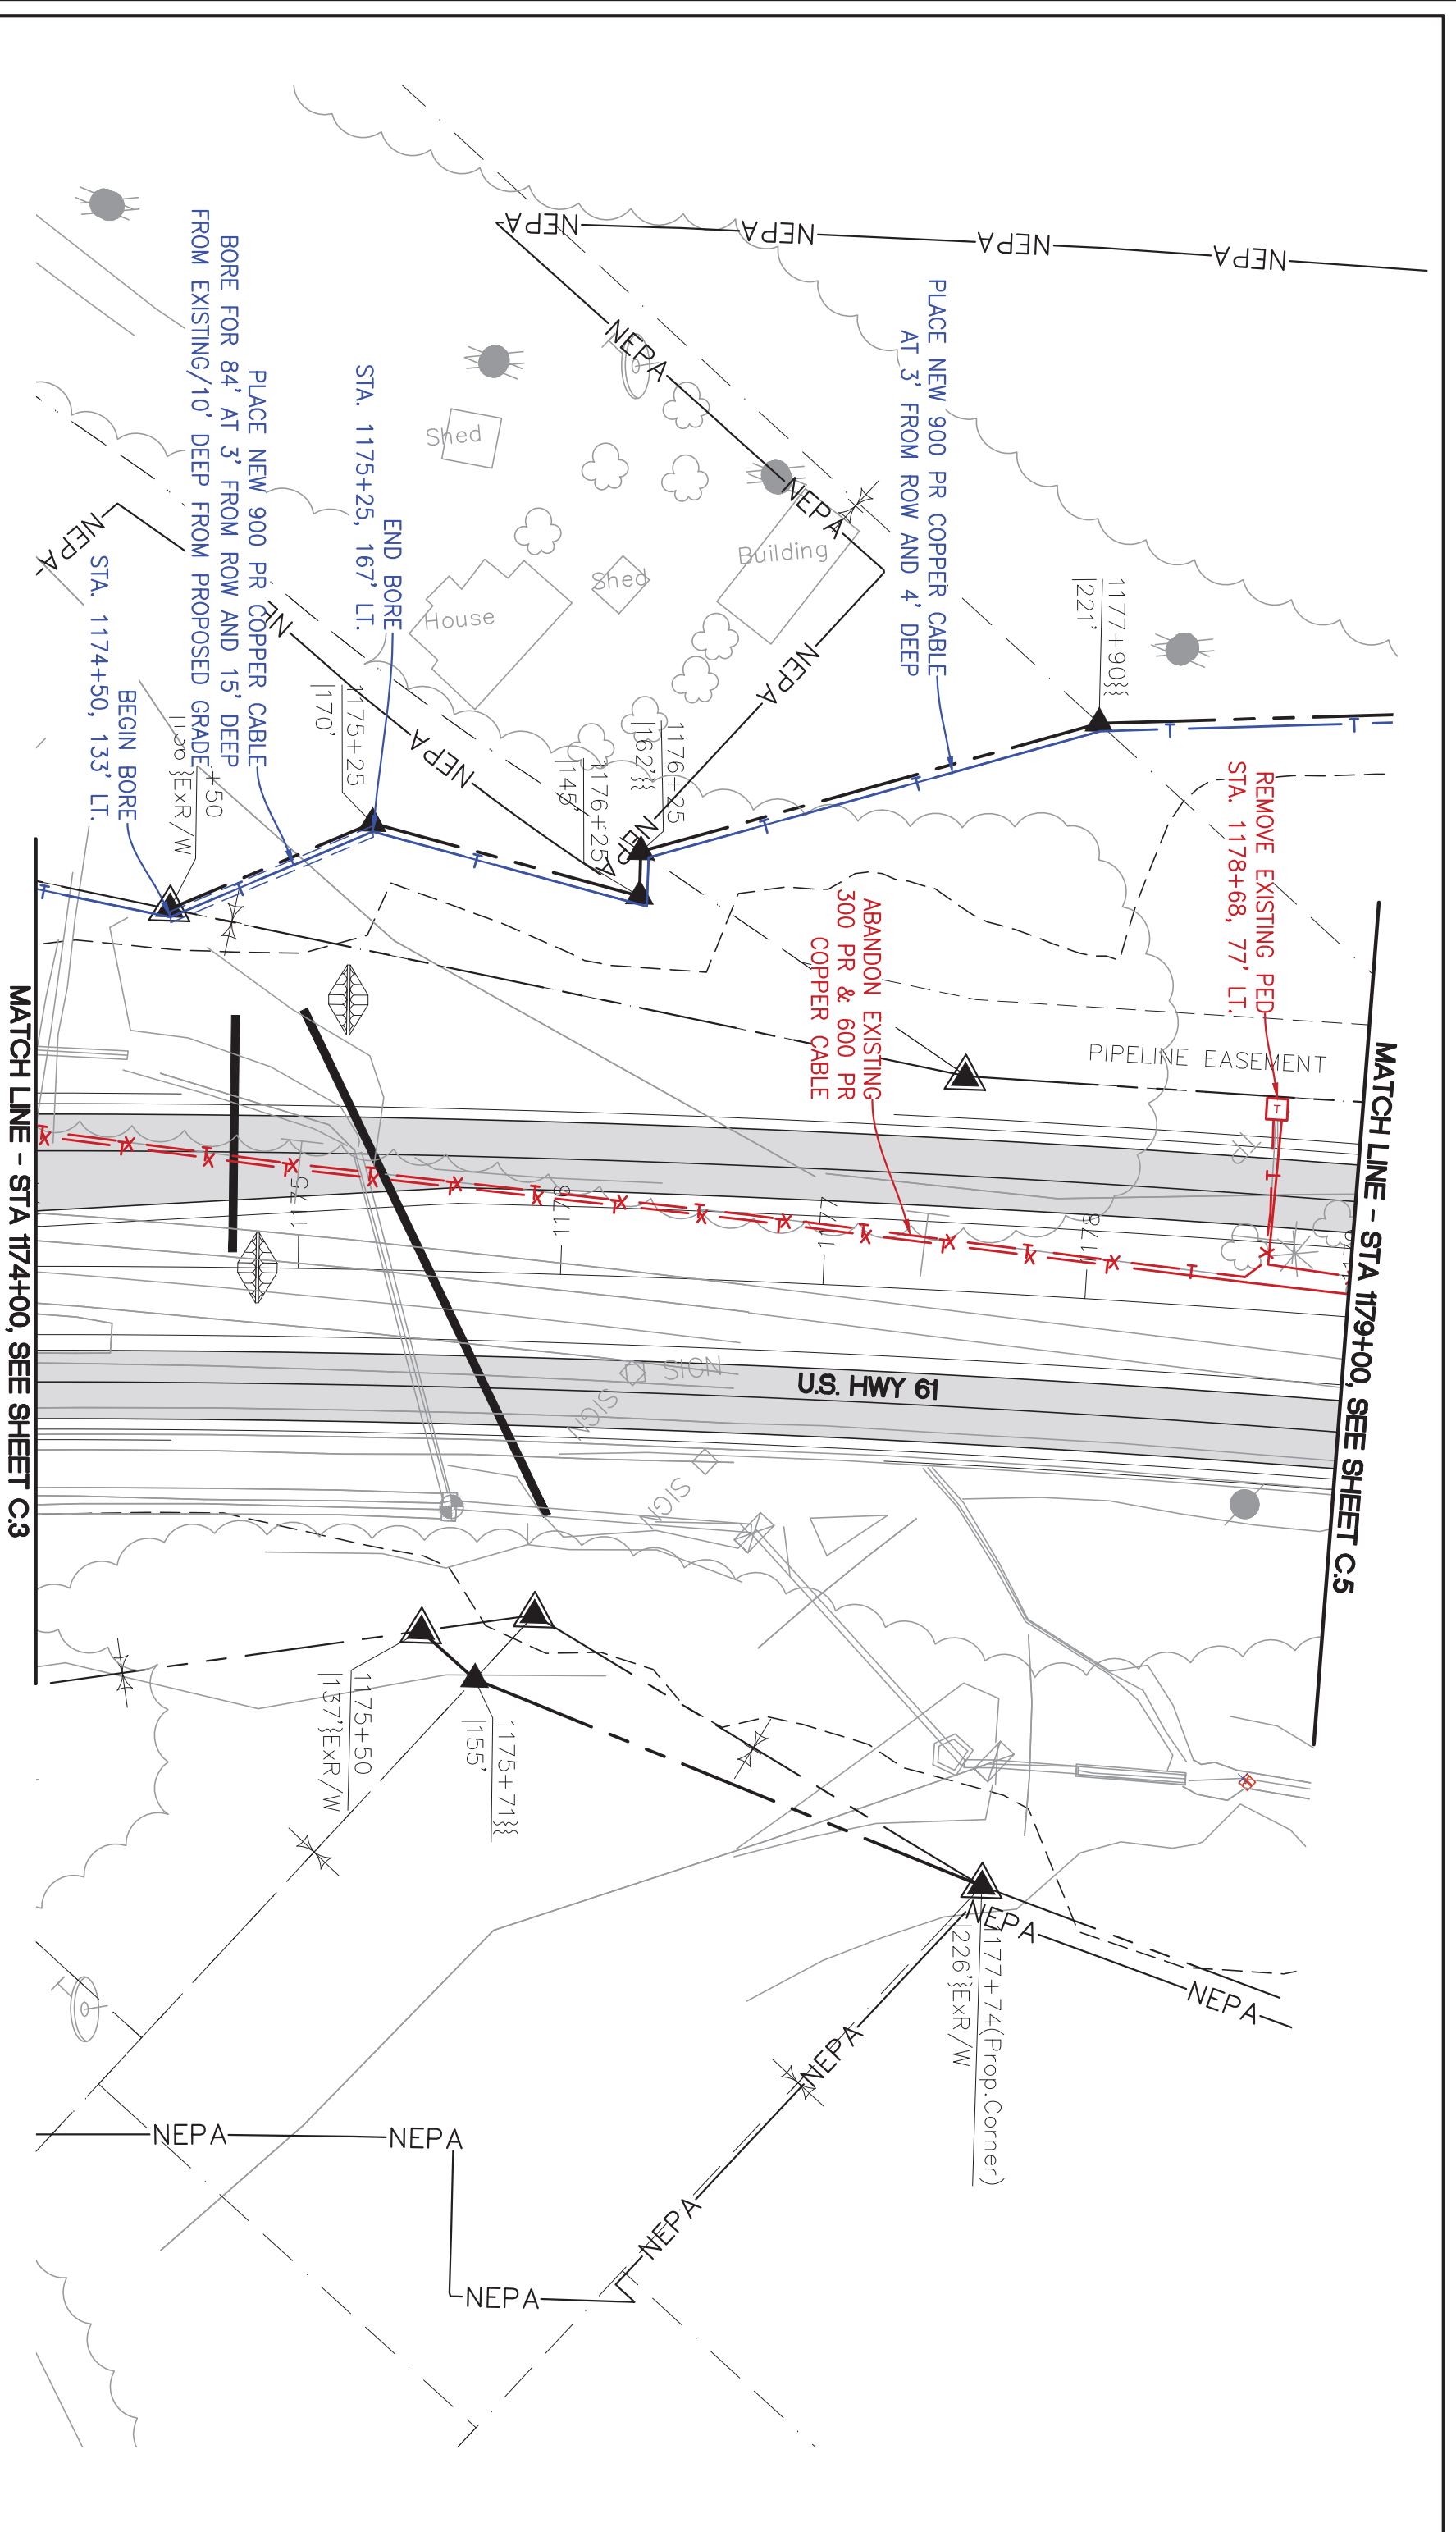 NEPA
NEPA
NEPA
NEPA
NEPA
NEPA
NEPA
NEPA
NEPA
NEPA
Shed
Shed
Building
House
PLACE NEW 900 PR COPPER CABLE
AT 3' FROM ROW AND 4' DEEP
1177+90
221'
END BORE
STA. 1175+25, 167' LT.
PLACE NEW 900 PR COPPER CABLE
BORE FOR 84' AT 3' FROM ROW AND 15' DEEP
FROM EXISTING/10' DEEP FROM PROPOSED GRADE
BEGIN BORE
STA. 1174+50, 133' LT.
1175+25
170'
1176+25
162'
1176+25
145'
+50
ExR/W
REMOVE EXISTING PED
STA. 1178+68, 77' LT.
ABANDON EXISTING
300 PR & 600 PR
COPPER CABLE
PIPELINE EASEMENT
MATCH LINE - STA 1179+00, SEE SHEET C.5
MATCH LINE - STA 1174+00, SEE SHEET C.3
1177
1178
U.S. HWY 61
SIGN
SIGN
1175+50
137' ExR/W
1175+71
155'
1177+74(Prop.Corner)
226' ExR/W
NEPA
NEPA
NEPA
NEPA
NEPA
NEPA
NEPA